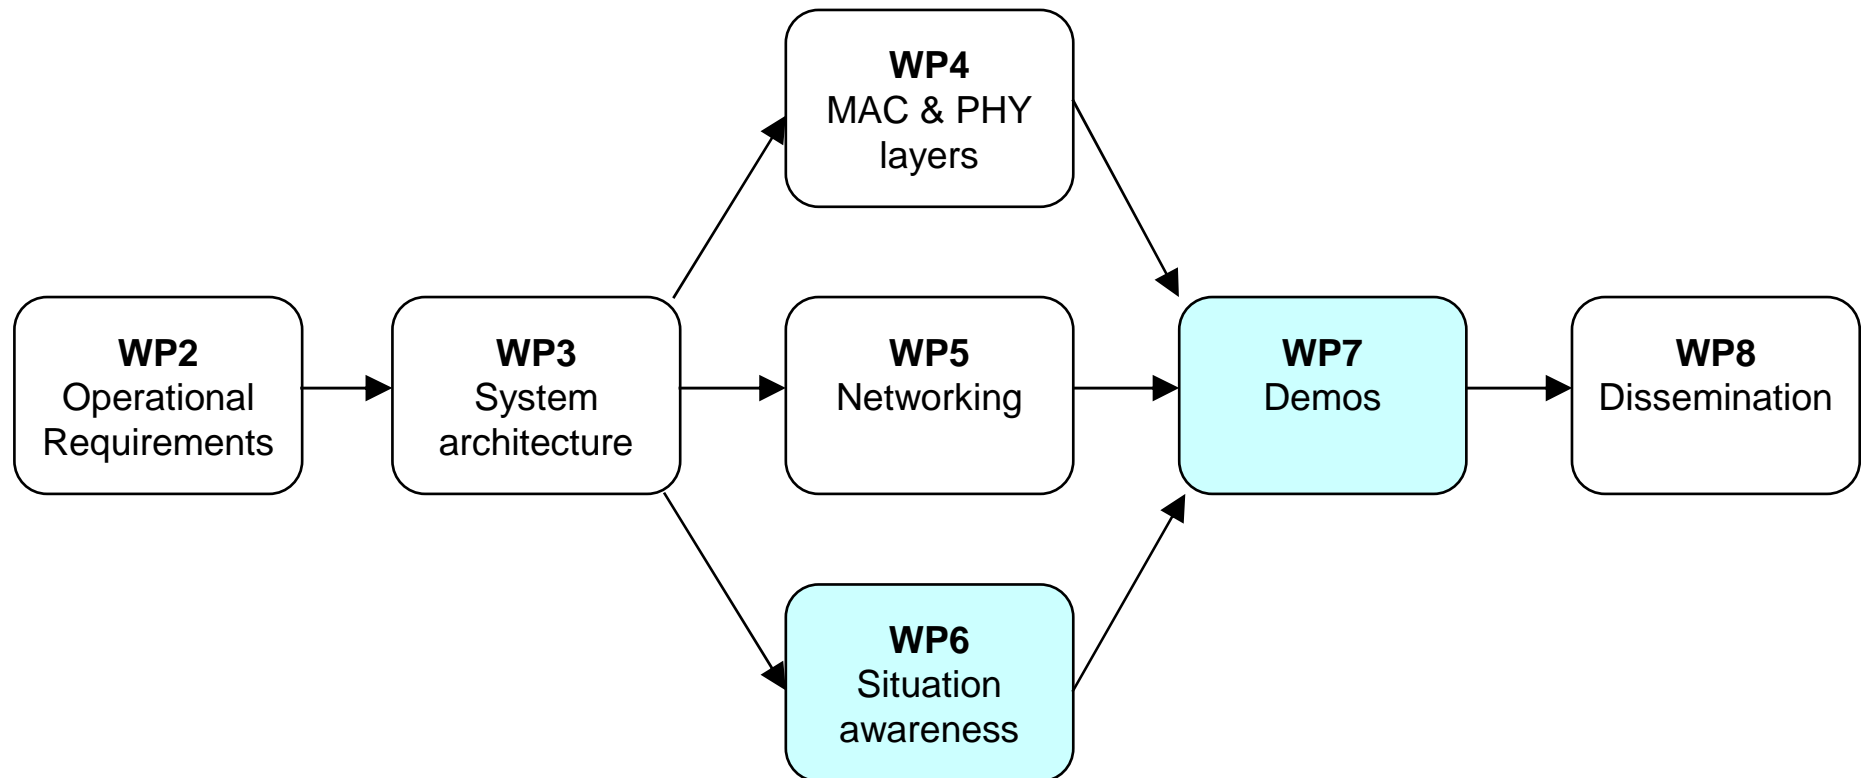 WP2
Operational
Requirements
WP3
System
architecture
WP4
MAC & PHY
layers
WP5
Networking
WP6
Situation
awareness
WP7
Demos
WP8
Dissemination